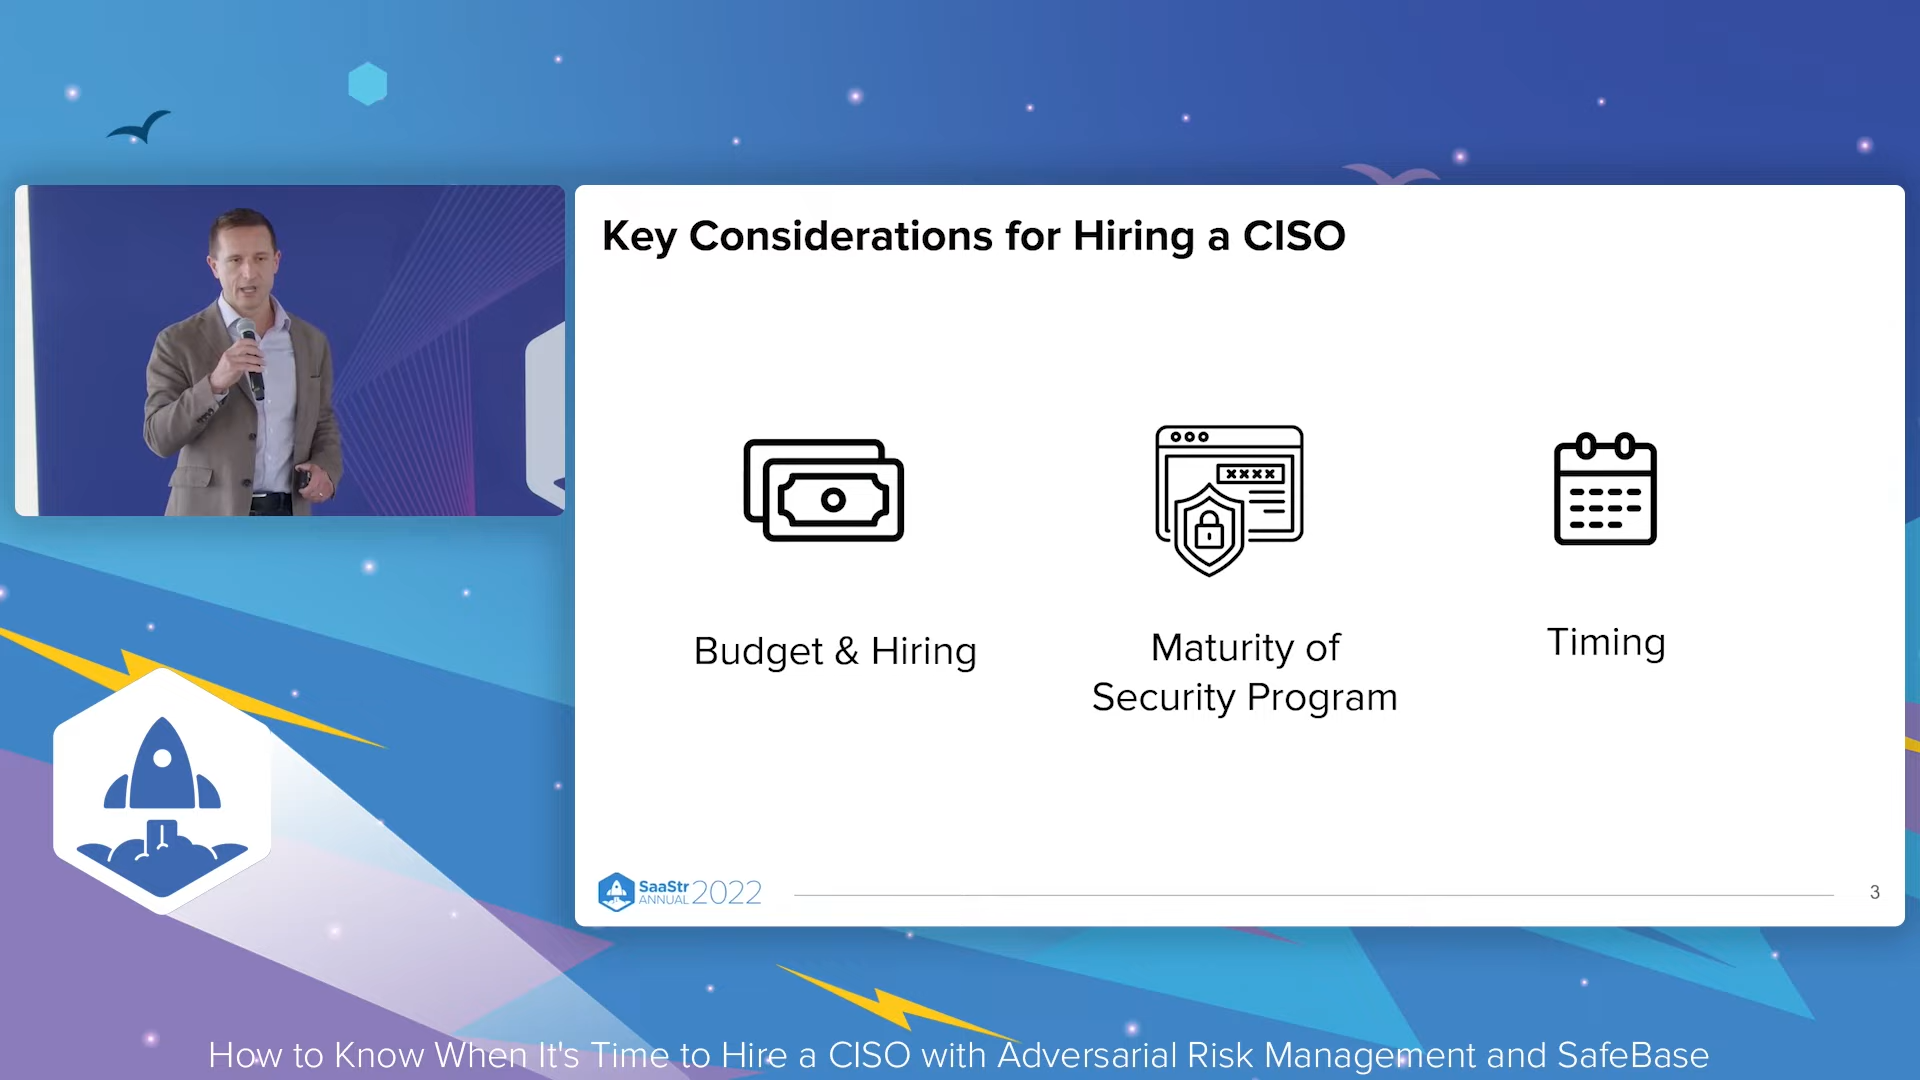 Key Considerations for Hiring a CISO
xxxx
Budget & Hiring
Maturity of
Security Program
Timing
SaaStr
ANNUAL 2022
3
How to Know When It's Time to Hire a CISO with Adversarial Risk Management and SafeBase